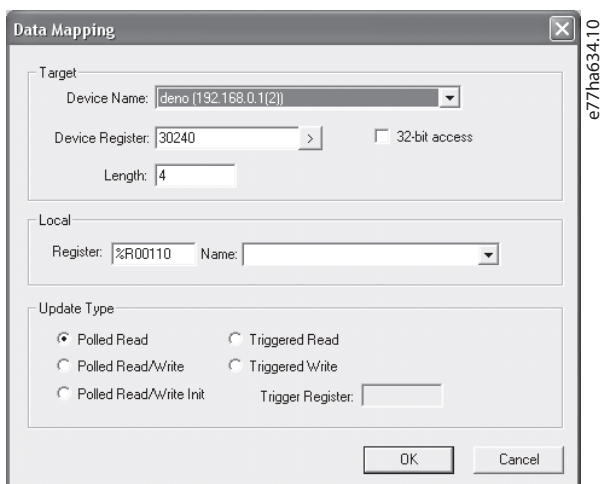 Data Mapping
Target
Device Name: deno (192.168.0.1(2))
Device Register: 30240 > 32-bit access
Length: 4
Local
Register: %R00110 Name:
Update Type
Polled Read Triggered Read
Polled Read/Write Triggered Write
Polled Read/Write Init Trigger Register:
OK Cancel
e77ha634.10